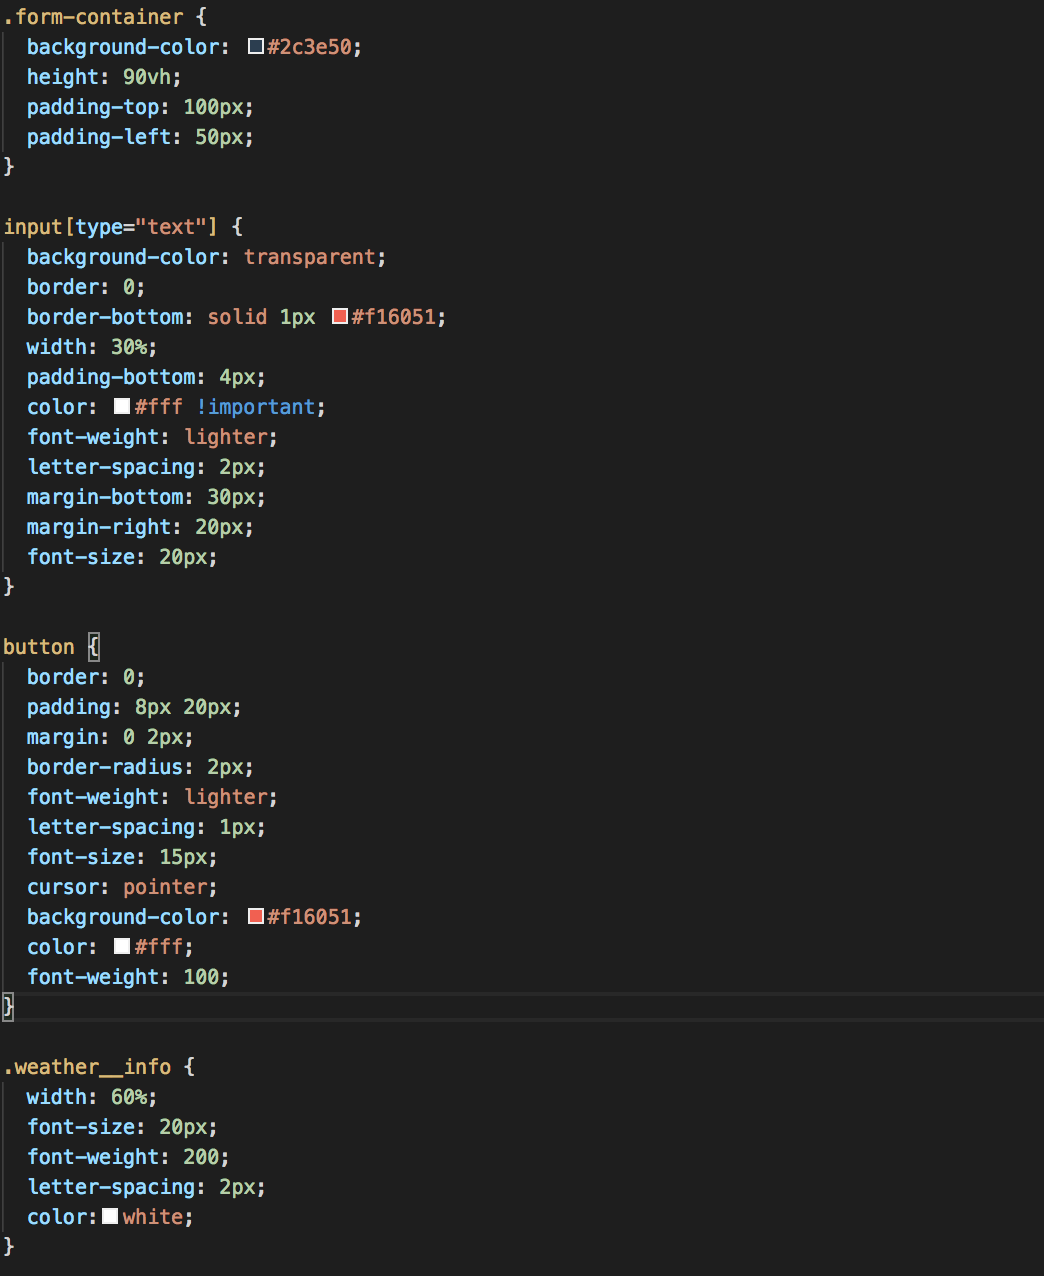 .form-container {
  background-color: #2c3e50;
  height: 90vh;
  padding-top: 100px;
  padding-left: 50px;
}

input[type="text"] {
  background-color: transparent;
  border: 0;
  border-bottom: solid 1px #f16051;
  width: 30%;
  padding-bottom: 4px;
  color: #fff !important;
  font-weight: lighter;
  letter-spacing: 2px;
  margin-bottom: 30px;
  margin-right: 20px;
  font-size: 20px;
}

button {
  border: 0;
  padding: 8px 20px;
  margin: 0 2px;
  border-radius: 2px;
  font-weight: lighter;
  letter-spacing: 1px;
  font-size: 15px;
  cursor: pointer;
  background-color: #f16051;
  color: #fff;
  font-weight: 100;
}

.weather__info {
  width: 60%;
  font-size: 20px;
  font-weight: 200;
  letter-spacing: 2px;
  color:white;
}